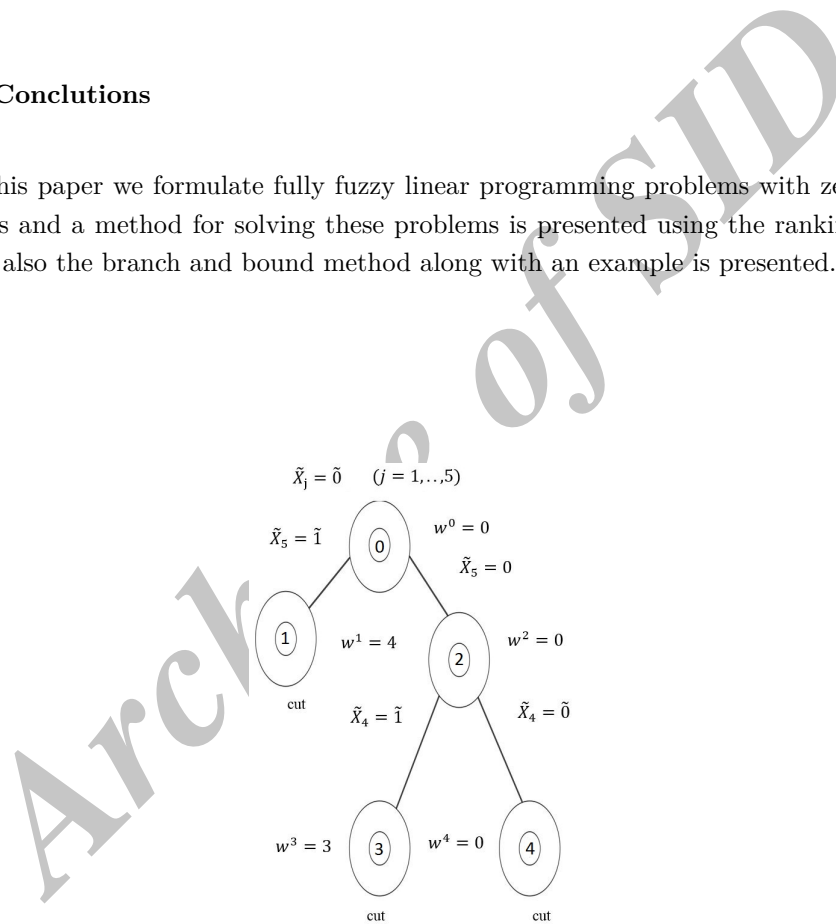 Conclutions
his paper we formulate fully fuzzy linear programming problems with ze
s and a method for solving these problems is presented using the ranki
also the branch and bound method along with an example is presented.
X̃ⱼ = 0̃ (j = 1,..,5)
X̃₅ = 1̃
0
w⁰ = 0
X̃₅ = 0
1
w¹ = 4
2
w² = 0
cut
X̃₄ = 1̃
X̃₄ = 0̃
w³ = 3
3
w⁴ = 0
4
cut
cut
Archive of SID